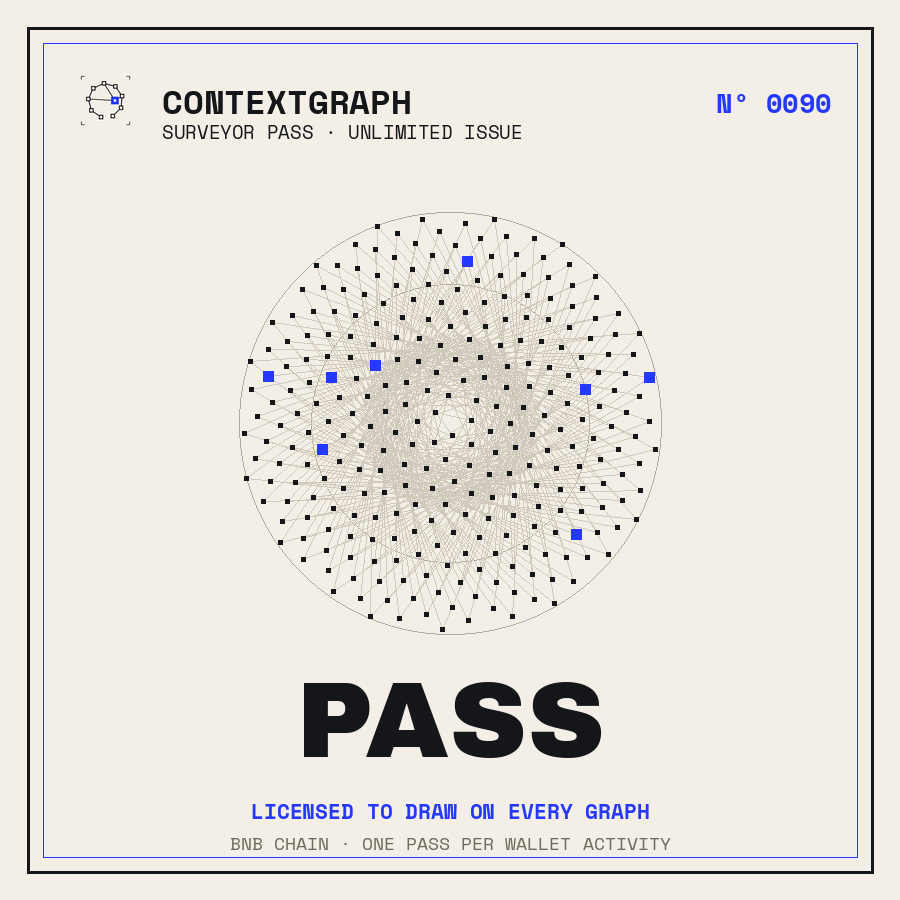 CONTEXTGRAPH
N° 0090
SURVEYOR PASS · UNLIMITED ISSUE
PASS
LICENSED TO DRAW ON EVERY GRAPH
BNB CHAIN · ONE PASS PER WALLET ACTIVITY